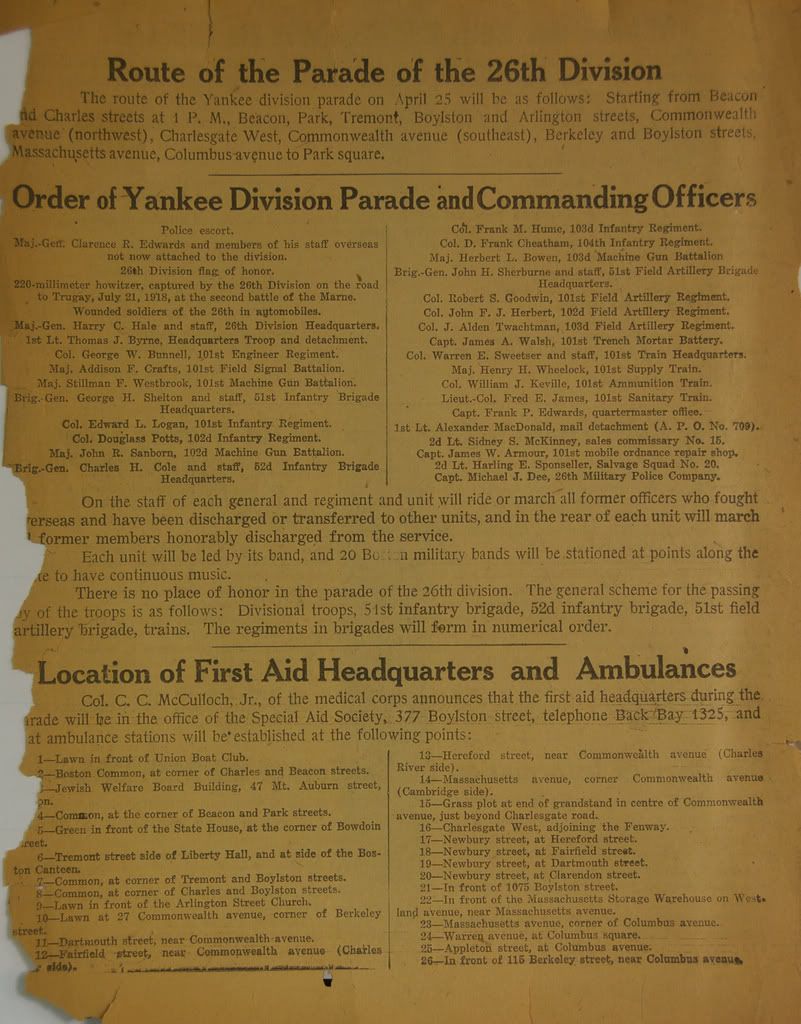 Route of the Parade of the 26th Division
The route of the Yankee division parade on April 25 will be as follows: Starting from Beacon
Charles streets at 1 P. M., Beacon, Park, Tremont, Boylston and Arlington streets, Commonwealth
avenue (northwest), Charlesgate West, Commonwealth avenue (southeast), Berkeley and Boylston streets,
Massachusetts avenue, Columbus avenue to Park square.
Order of Yankee Division Parade and Commanding Officers
Police escort.
Maj.-Gen. Clarence R. Edwards and members of his staff overseas
not now attached to the division.
26th Division flag of honor.
220-millimeter howitzer, captured by the 26th Division on the road
to Trugay, July 21, 1918, at the second battle of the Marne.
Wounded soldiers of the 26th in automobiles.
Maj.-Gen. Harry C. Hale and staff, 26th Division Headquarters.
1st Lt. Thomas J. Byrne, Headquarters Troop and detachment.
Col. George W. Bunnell, 101st Engineer Regiment.
Maj. Addison F. Crafts, 101st Field Signal Battalion.
Maj. Stillman F. Westbrook, 101st Machine Gun Battalion.
Brig.-Gen. George H. Shelton and staff, 51st Infantry Brigade
Headquarters.
Col. Edward L. Logan, 101st Infantry Regiment.
Col. Douglass Potts, 102d Infantry Regiment.
Maj. John R. Sanborn, 102d Machine Gun Battalion.
Brig.-Gen. Charles H. Cole and staff, 52d Infantry Brigade
Headquarters.
Col. Frank M. Hume, 103d Infantry Regiment.
Col. D. Frank Cheatham, 104th Infantry Regiment.
Maj. Herbert L. Bowen, 103d Machine Gun Battalion
Brig.-Gen. John H. Sherburne and staff, 51st Field Artillery Brigade
Headquarters.
Col. Robert S. Goodwin, 101st Field Artillery Regiment.
Col. John F. J. Herbert, 102d Field Artillery Regiment.
Col. J. Alden Twachtman, 103d Field Artillery Regiment.
Capt. James A. Walsh, 101st Trench Mortar Battery.
Col. Warren E. Sweetser and staff, 101st Train Headquarters.
Maj. Henry H. Wheelock, 101st Supply Train.
Col. William J. Keville, 101st Ammunition Train.
Lieut.-Col. Fred E. James, 101st Sanitary Train.
Capt. Frank P. Edwards, quartermaster office.
1st Lt. Alexander MacDonald, mail detachment (A. P. O. No. 709).
2d Lt. Sidney S. McKinney, sales commissary No. 15.
Capt. James W. Armour, 101st mobile ordnance repair shop.
2d Lt. Harling E. Sponseller, Salvage Squad No. 20.
Capt. Michael J. Dee, 26th Military Police Company.
On the staff of each general and regiment and unit will ride or march all former officers who fought
erseas and have been discharged or transferred to other units, and in the rear of each unit will march
former members honorably discharged from the service.
Each unit will be led by its band, and 20 military bands will be stationed at points along the
te to have continuous music.
There is no place of honor in the parade of the 26th division. The general scheme for the passing
of the troops is as follows: Divisional troops, 51st infantry brigade, 52d infantry brigade, 51st field
artillery brigade, trains. The regiments in brigades will form in numerical order.
Location of First Aid Headquarters and Ambulances
Col. C. C. McCulloch, Jr., of the medical corps announces that the first aid headquarters during the
rade will be in the office of the Special Aid Society, 377 Boylston street, telephone Back Bay 1325, and
at ambulance stations will be established at the following points:
1—Lawn in front of Union Boat Club.
2—Boston Common, at corner of Charles and Beacon streets.
—Jewish Welfare Board Building, 47 Mt. Auburn street,
on.
4—Common, at the corner of Beacon and Park streets.
5—Green in front of the State House, at the corner of Bowdoin
reet.
6—Tremont street side of Liberty Hall, and at side of the Bos-
ton Canteen.
7—Common, at corner of Tremont and Boylston streets.
8—Common, at corner of Charles and Boylston streets.
9—Lawn in front of the Arlington Street Church.
10—Lawn at 27 Commonwealth avenue, corner of Berkeley
street.
11—Dartmouth street, near Commonwealth avenue.
12—Fairfield street, near Commonwealth avenue (Charles
side).
13—Hereford street, near Commonwealth avenue (Charles
River side).
14—Massachusetts avenue, corner Commonwealth avenue
(Cambridge side).
15—Grass plot at end of grandstand in centre of Commonwealth
avenue, just beyond Charlesgate road.
16—Charlesgate West, adjoining the Fenway.
17—Newbury street, at Hereford street.
18—Newbury street, at Fairfield street.
19—Newbury street, at Dartmouth street.
20—Newbury street, at Clarendon street.
21—In front of 1075 Boylston street.
22—In front of the Massachusetts Storage Warehouse on West-
land avenue, near Massachusetts avenue.
23—Massachusetts avenue, corner of Columbus avenue.
24—Warren avenue, at Columbus square.
25—Appleton street, at Columbus avenue.
26—In front of 115 Berkeley street, near Columbus avenue.